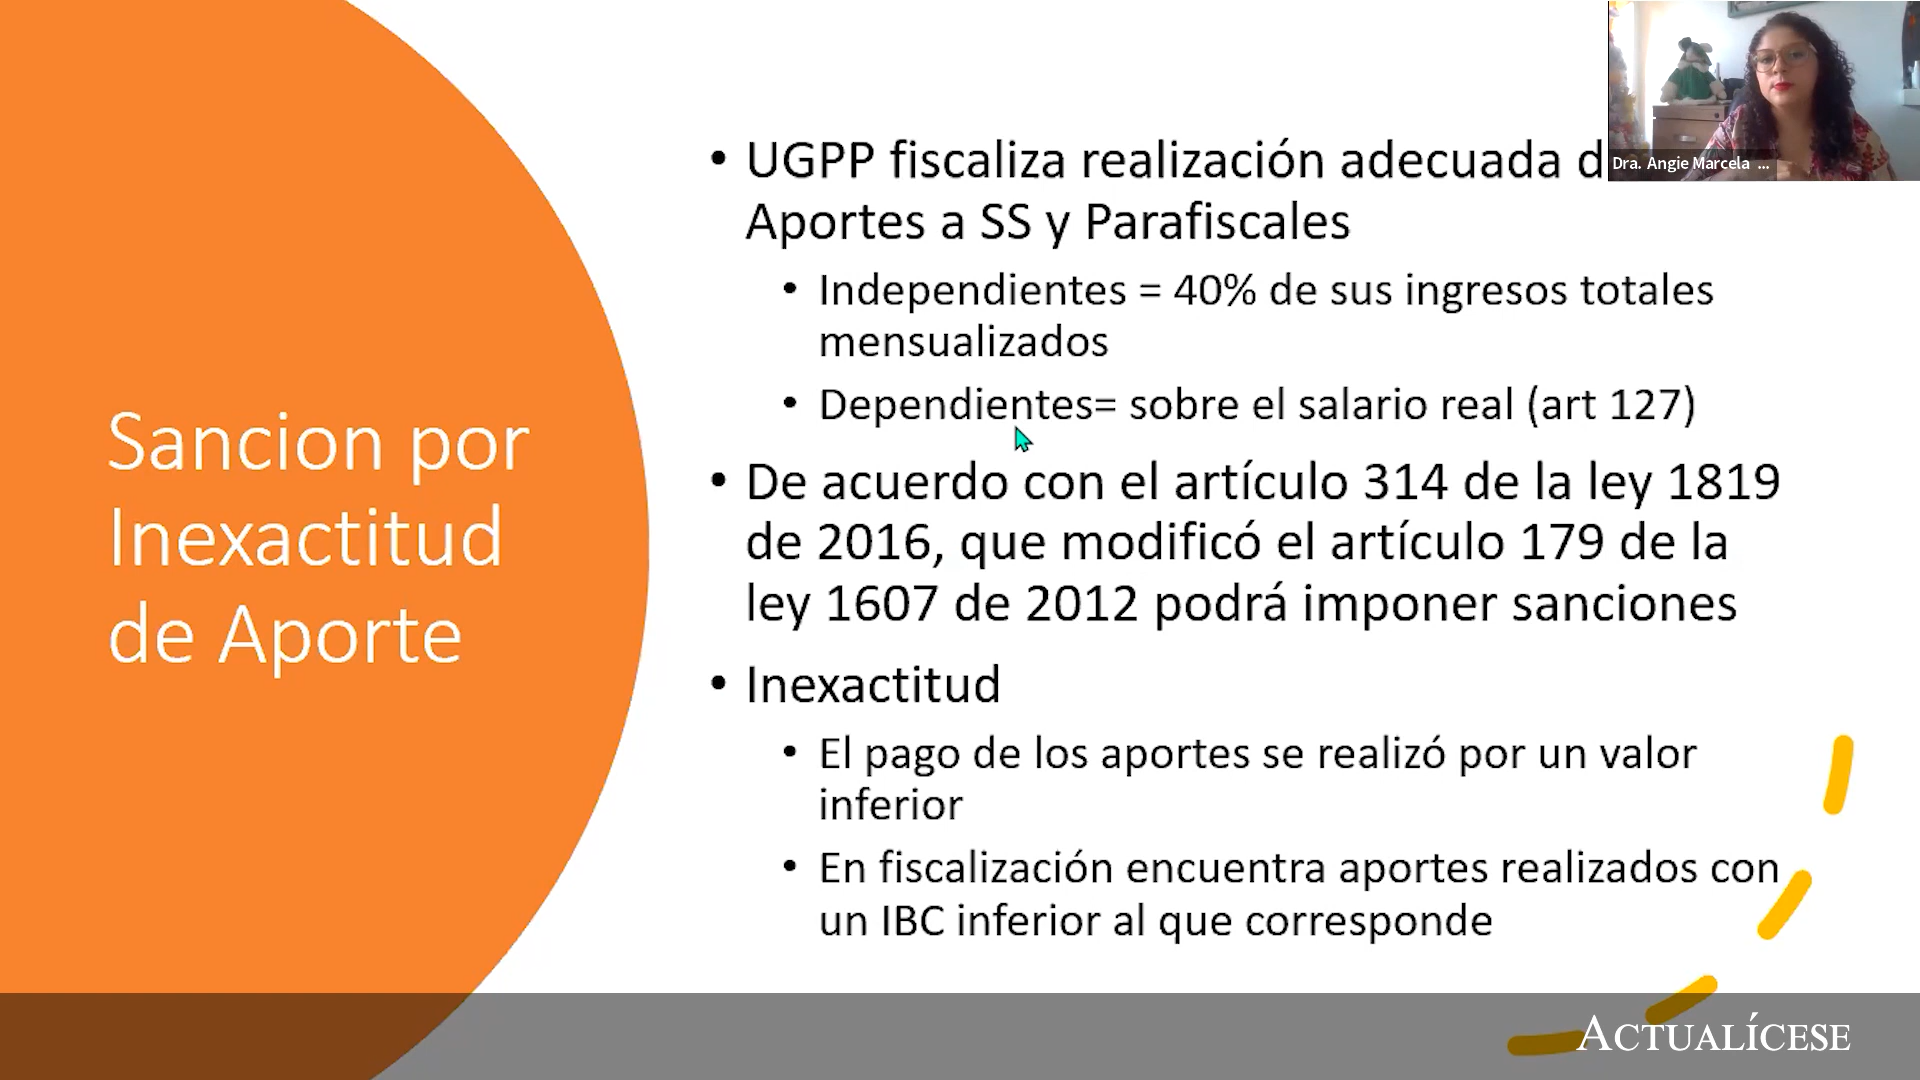 Sancion por
Inexactitud
de Aporte
• UGPP fiscaliza realización adecuada d
Aportes a SS y Parafiscales
• Independientes = 40% de sus ingresos totales
mensualizados
• Dependientes= sobre el salario real (art 127)
• De acuerdo con el artículo 314 de la ley 1819
de 2016, que modificó el artículo 179 de la
ley 1607 de 2012 podrá imponer sanciones
• Inexactitud
• El pago de los aportes se realizó por un valor
inferior
• En fiscalización encuentra aportes realizados con
un IBC inferior al que corresponde
Dra. Angie Marcela ...
ACTUALÍCESE